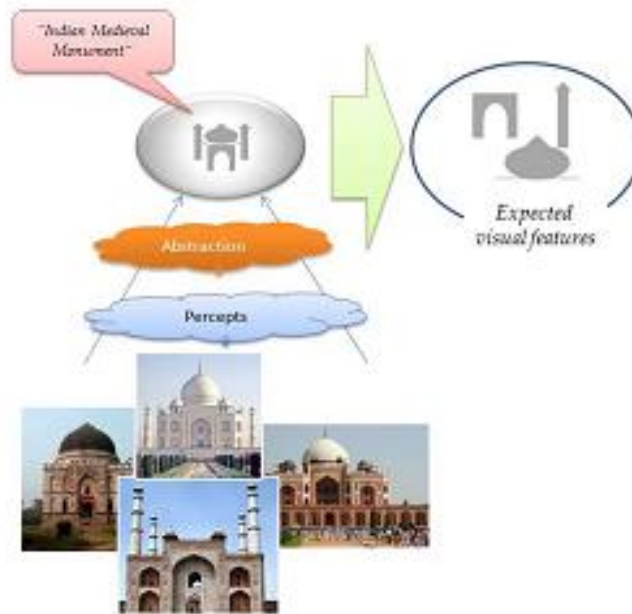 "Indian Medieval
Monument"
Expected
visual features
Abstraction
Percepts